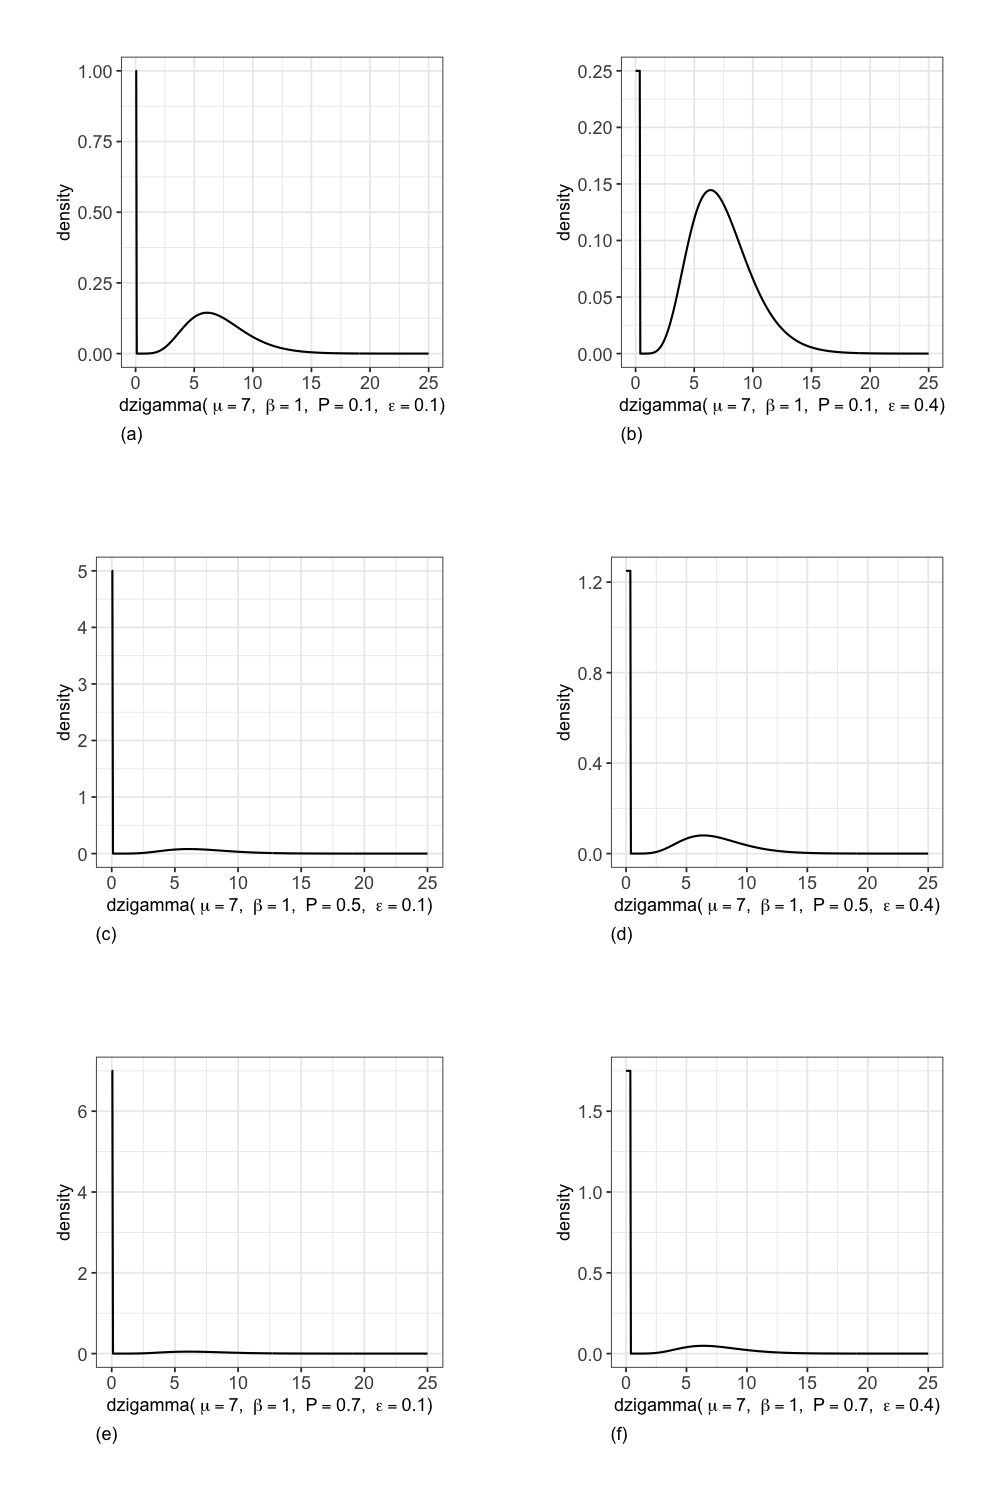 1.00
0.75
0.50
0.25
0.00
density
0 5 10 15 20 25
dzigamma( μ = 7, β = 1, P = 0.1, ε = 0.1)
(a)
0.25
0.20
0.15
0.10
0.05
0.00
density
0 5 10 15 20 25
dzigamma( μ = 7, β = 1, P = 0.1, ε = 0.4)
(b)
5
4
3
2
1
0
density
0 5 10 15 20 25
dzigamma( μ = 7, β = 1, P = 0.5, ε = 0.1)
(c)
1.2
0.8
0.4
0.0
density
0 5 10 15 20 25
dzigamma( μ = 7, β = 1, P = 0.5, ε = 0.4)
(d)
6
4
2
0
density
0 5 10 15 20 25
dzigamma( μ = 7, β = 1, P = 0.7, ε = 0.1)
(e)
1.5
1.0
0.5
0.0
density
0 5 10 15 20 25
dzigamma( μ = 7, β = 1, P = 0.7, ε = 0.4)
(f)